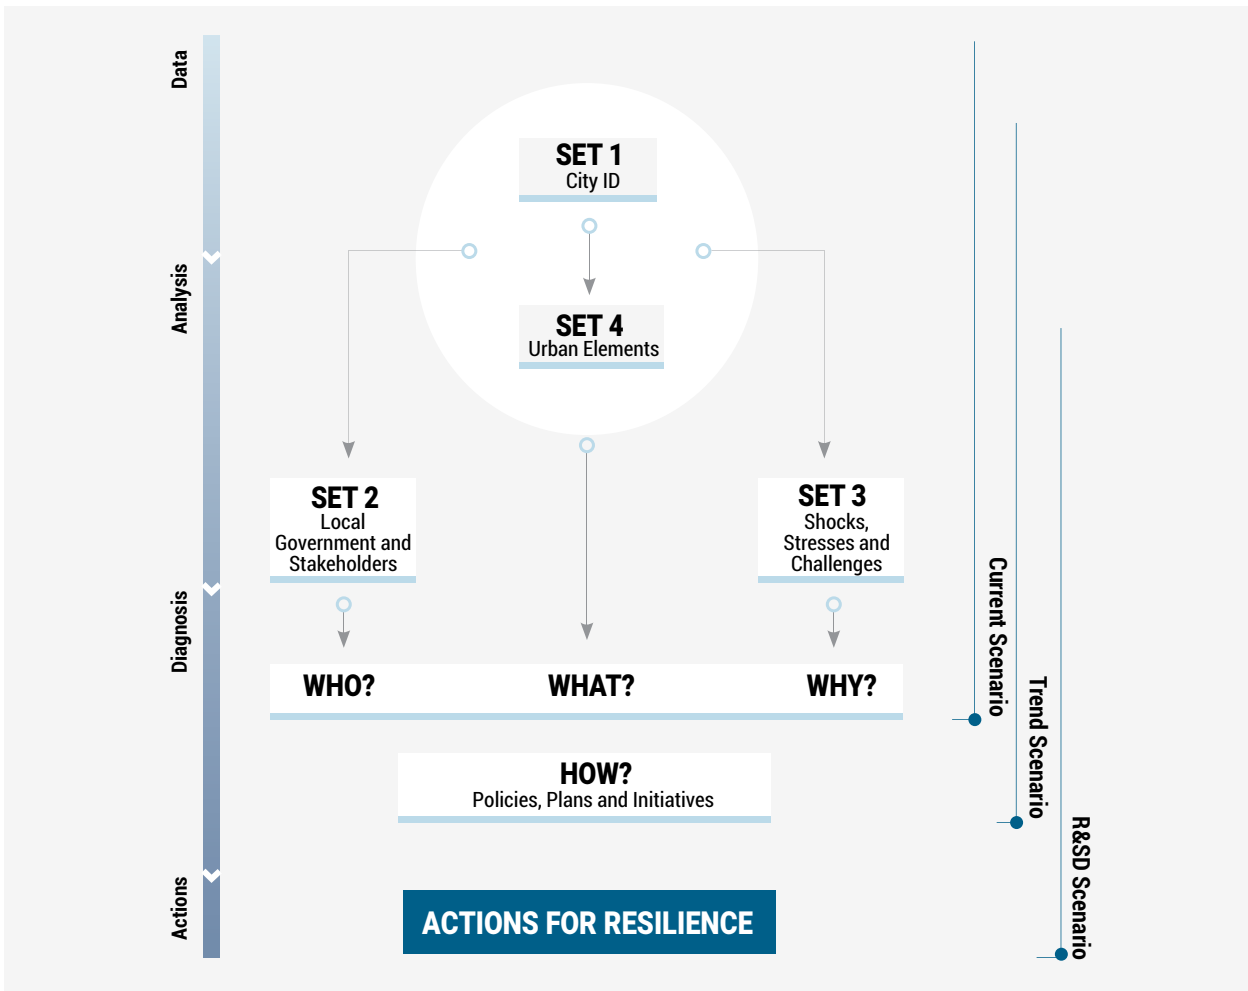 Data
Analysis
Diagnosis
Actions
SET 1
City ID
SET 4
Urban Elements
SET 2
Local
Government and
Stakeholders
SET 3
Shocks,
Stresses and
Challenges
WHO?
WHAT?
WHY?
HOW?
Policies, Plans and Initiatives
ACTIONS FOR RESILIENCE
Current Scenario
Trend Scenario
R&SD Scenario